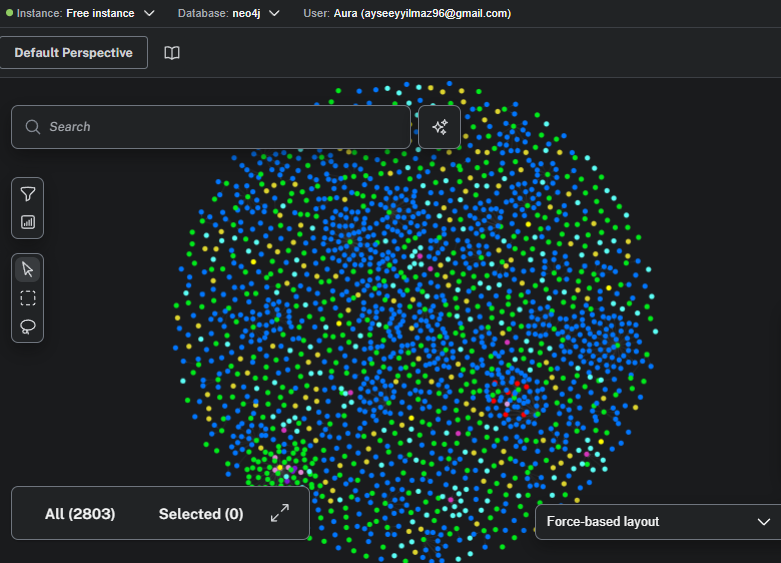 Instance: Free instance Database: neo4j User: Aura (ayseeyyilmaz96@gmail.com)
Default Perspective
Search
All (2803) Selected (0)
Force-based layout